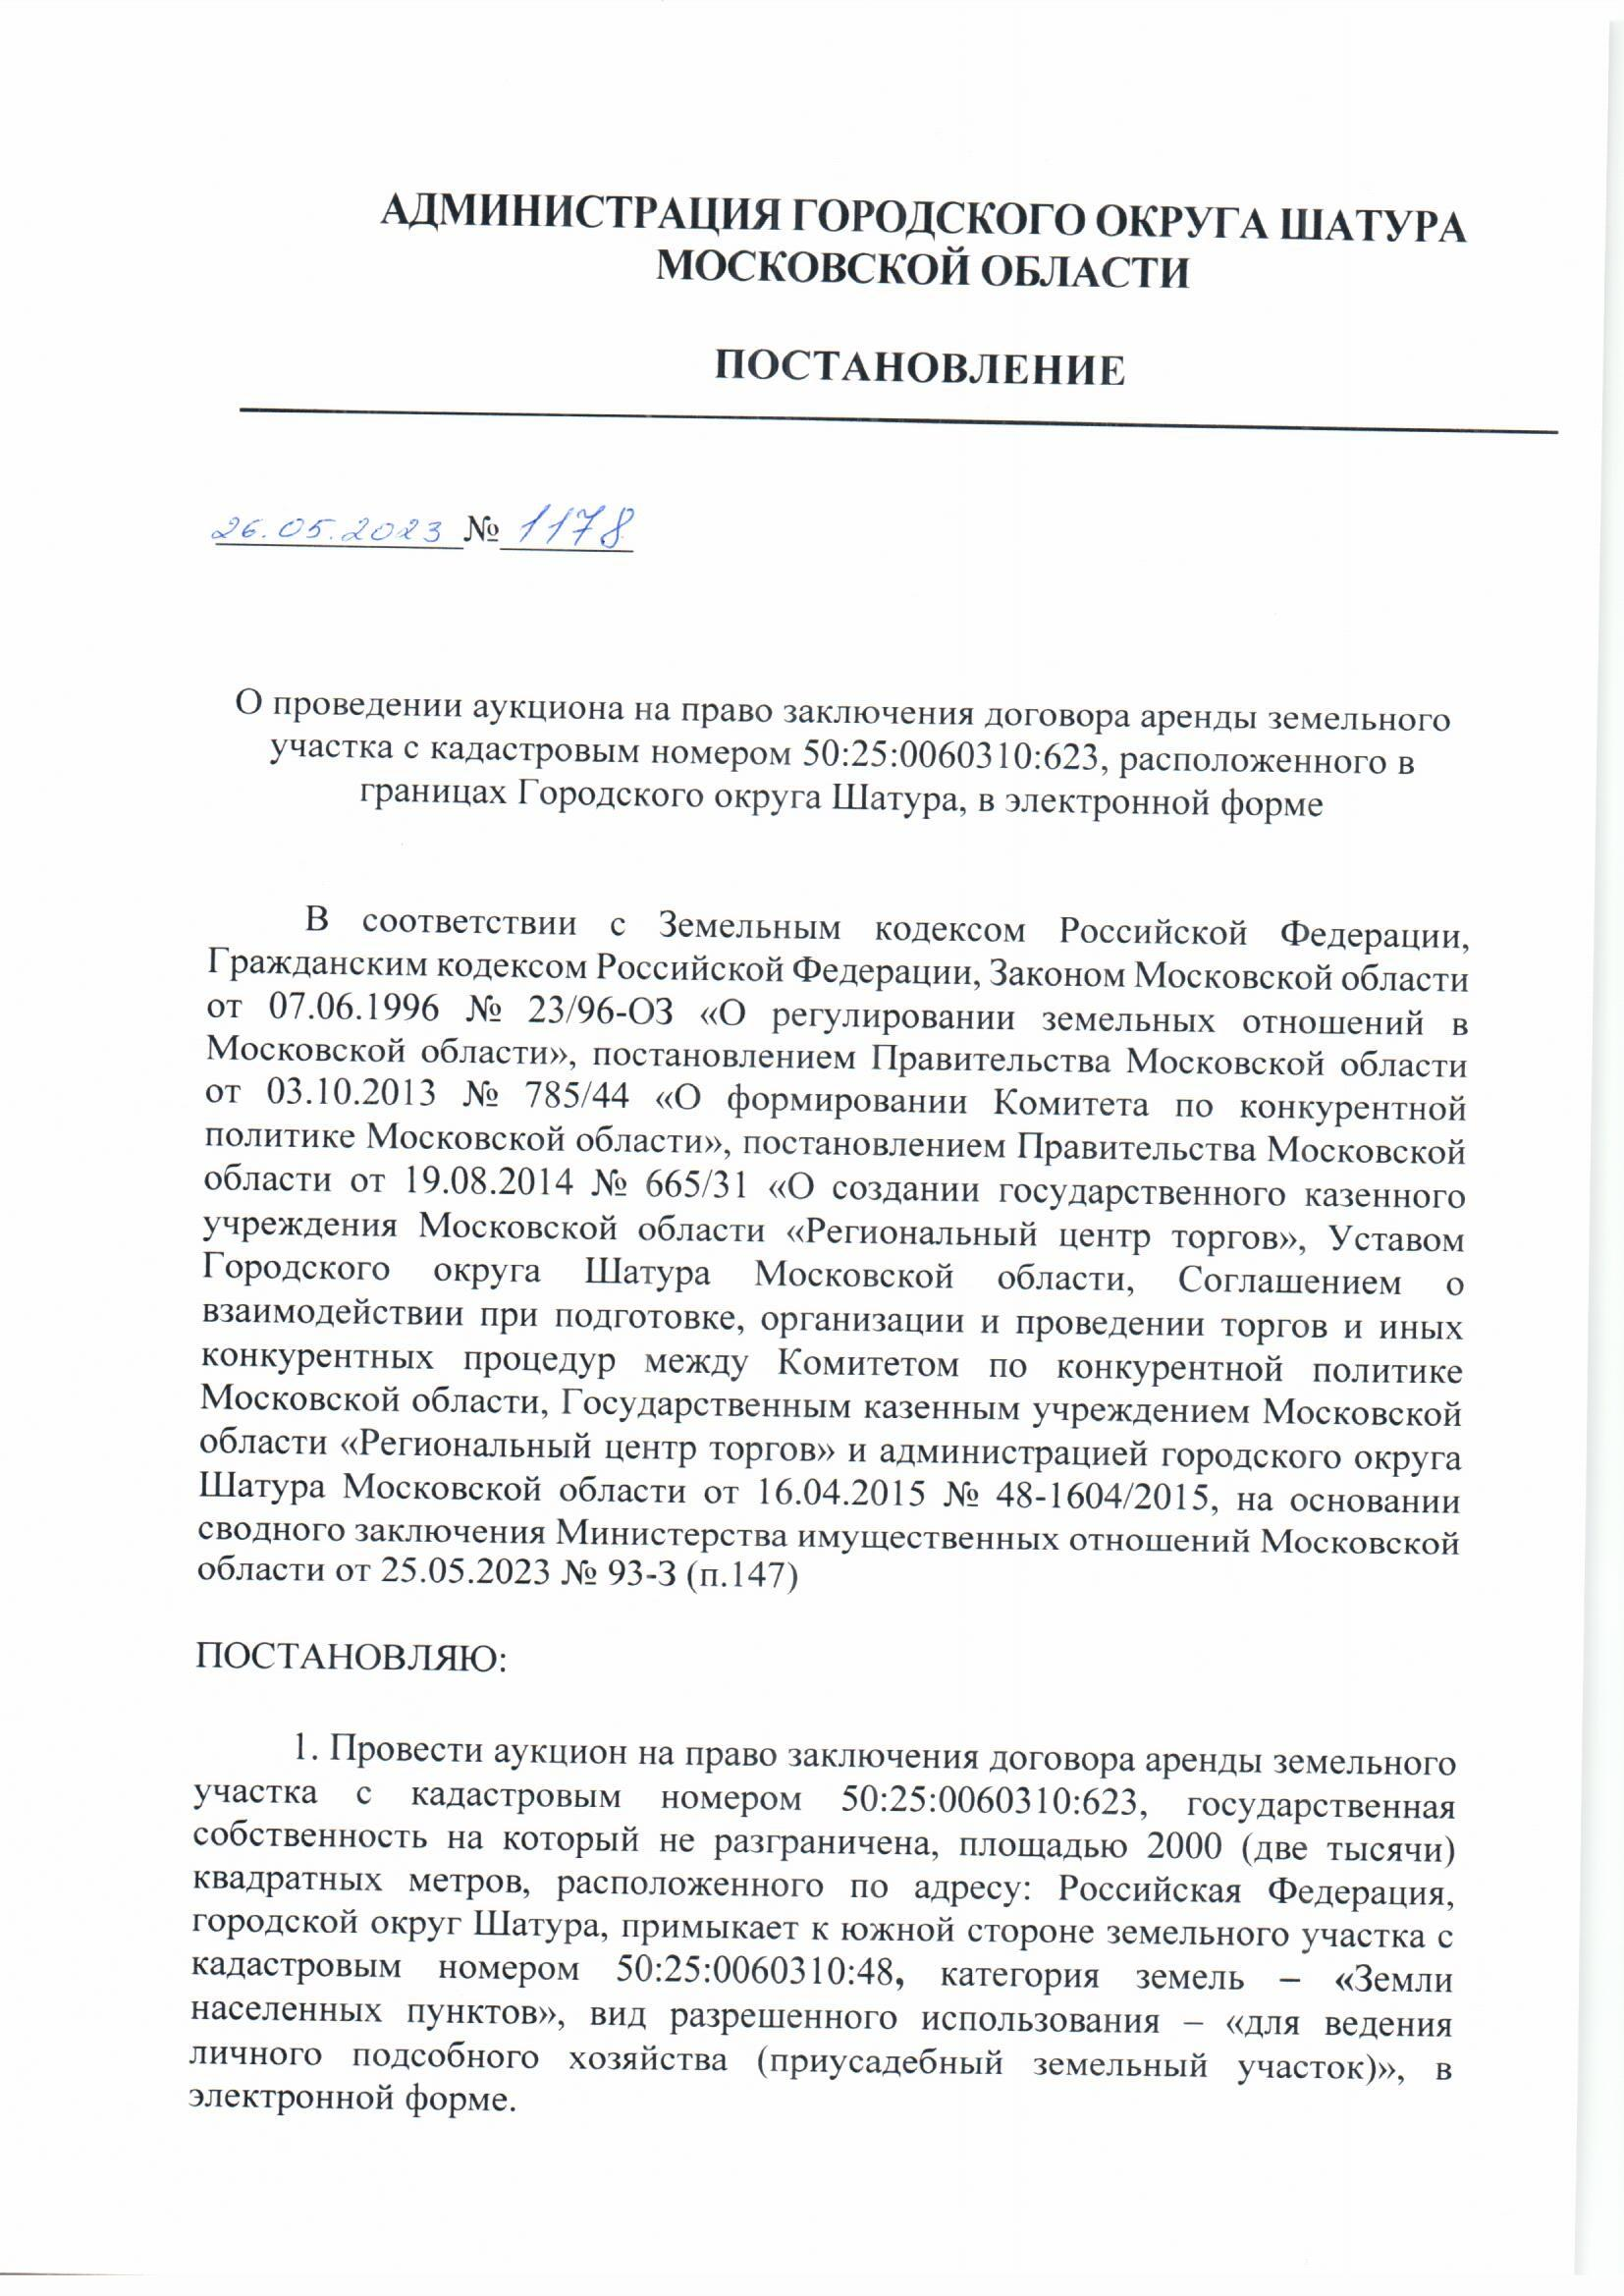 АДМИНИСТРАЦИЯ ГОРОДСКОГО ОКРУГА ШАТУРА
МОСКОВСКОЙ ОБЛАСТИ
ПОСТАНОВЛЕНИЕ
26.05.2023 № 1178
О проведении аукциона на право заключения договора аренды земельного
участка с кадастровым номером 50:25:0060310:623, расположенного в
границах Городского округа Шатура, в электронной форме
В соответствии с Земельным кодексом Российской Федерации,
Гражданским кодексом Российской Федерации, Законом Московской области
от 07.06.1996 № 23/96-ОЗ «О регулировании земельных отношений в
Московской области», постановлением Правительства Московской области
от 03.10.2013 № 785/44 «О формировании Комитета по конкурентной
политике Московской области», постановлением Правительства Московской
области от 19.08.2014 № 665/31 «О создании государственного казенного
учреждения Московской области «Региональный центр торгов», Уставом
Городского округа Шатура Московской области, Соглашением о
взаимодействии при подготовке, организации и проведении торгов и иных
конкурентных процедур между Комитетом по конкурентной политике
Московской области, Государственным казенным учреждением Московской
области «Региональный центр торгов» и администрацией городского округа
Шатура Московской области от 16.04.2015 № 48-1604/2015, на основании
сводного заключения Министерства имущественных отношений Московской
области от 25.05.2023 № 93-З (п.147)
ПОСТАНОВЛЯЮ:
1. Провести аукцион на право заключения договора аренды земельного
участка с кадастровым номером 50:25:0060310:623, государственная
собственность на который не разграничена, площадью 2000 (две тысячи)
квадратных метров, расположенного по адресу: Российская Федерация,
городской округ Шатура, примыкает к южной стороне земельного участка с
кадастровым номером 50:25:0060310:48, категория земель – «Земли
населенных пунктов», вид разрешенного использования – «для ведения
личного подсобного хозяйства (приусадебный земельный участок)», в
электронной форме.